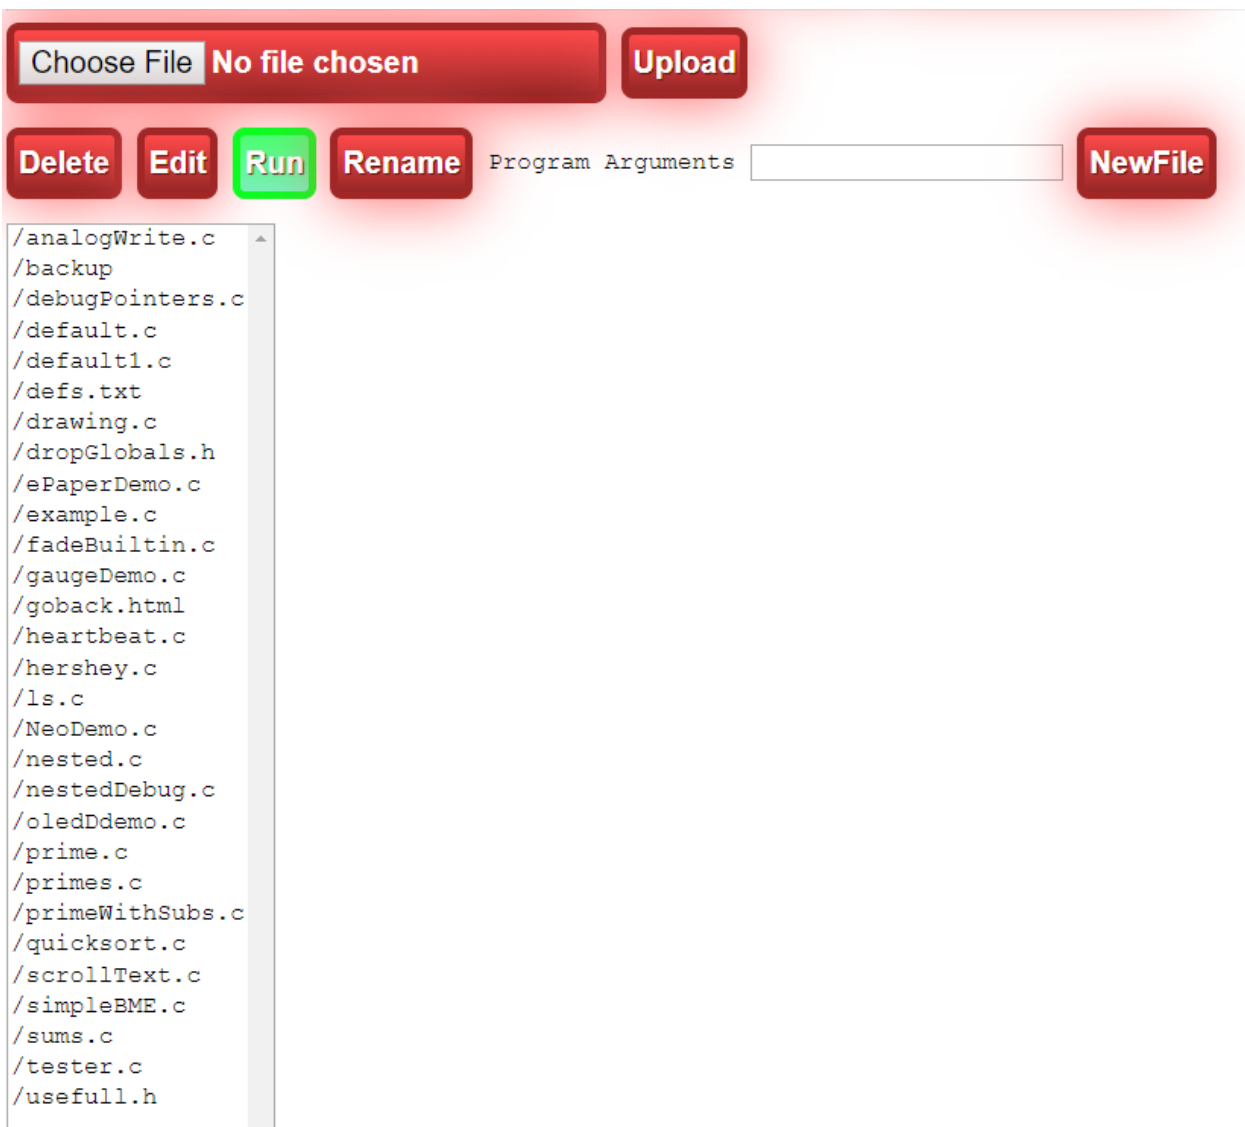 Choose File No file chosen Upload
Delete Edit Run Rename Program Arguments NewFile
/analogWrite.c
/backup
/debugPointers.c
/default.c
/default1.c
/defs.txt
/drawing.c
/dropGlobals.h
/ePaperDemo.c
/example.c
/fadeBuiltin.c
/gaugeDemo.c
/goback.html
/heartbeat.c
/hershey.c
/ls.c
/NeoDemo.c
/nested.c
/nestedDebug.c
/oledDdemo.c
/prime.c
/primes.c
/primeWithSubs.c
/quicksort.c
/scrollText.c
/simpleBME.c
/sums.c
/tester.c
/usefull.h